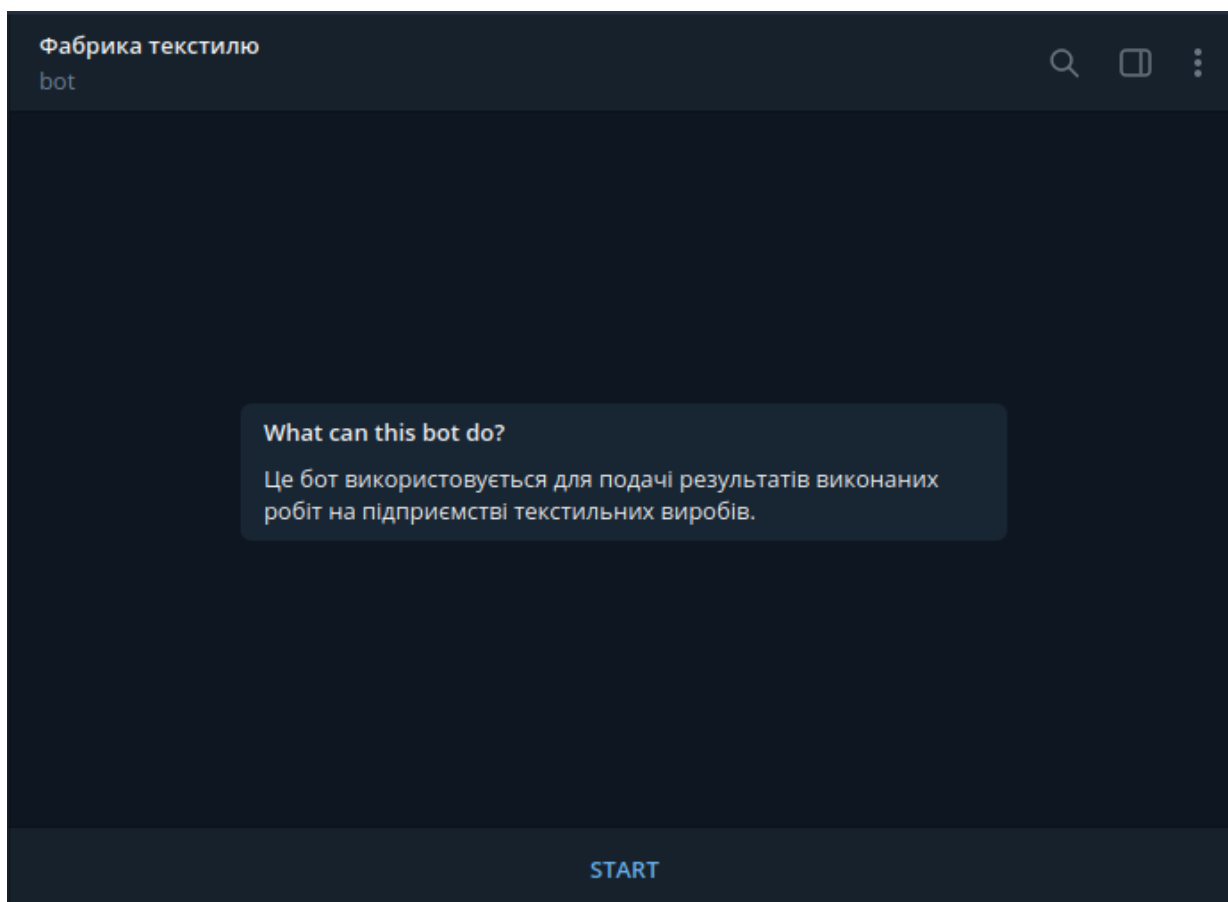 Фабрика текстилю
bot
What can this bot do?
Це бот використовується для подачі результатів виконаних
робіт на підприємстві текстильних виробів.
START